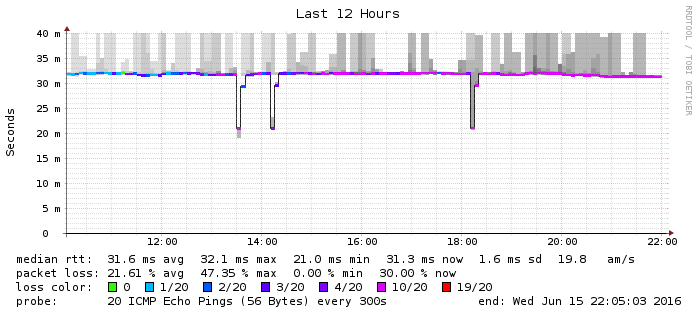 Last 12 Hours
RRDTOOL / TOBI OETIKER
Seconds
40 m
35 m
30 m
25 m
20 m
15 m
10 m
5 m
0
12:00 14:00 16:00 18:00 20:00 22:00
median rtt: 31.6 ms avg 32.1 ms max 21.0 ms min 31.3 ms now 1.6 ms sd 19.8 am/s
packet loss: 21.61 % avg 47.35 % max 0.00 % min 30.00 % now
loss color: 0 1/20 2/20 3/20 4/20 10/20 19/20
probe: 20 ICMP Echo Pings (56 Bytes) every 300s end: Wed Jun 15 22:05:03 2016